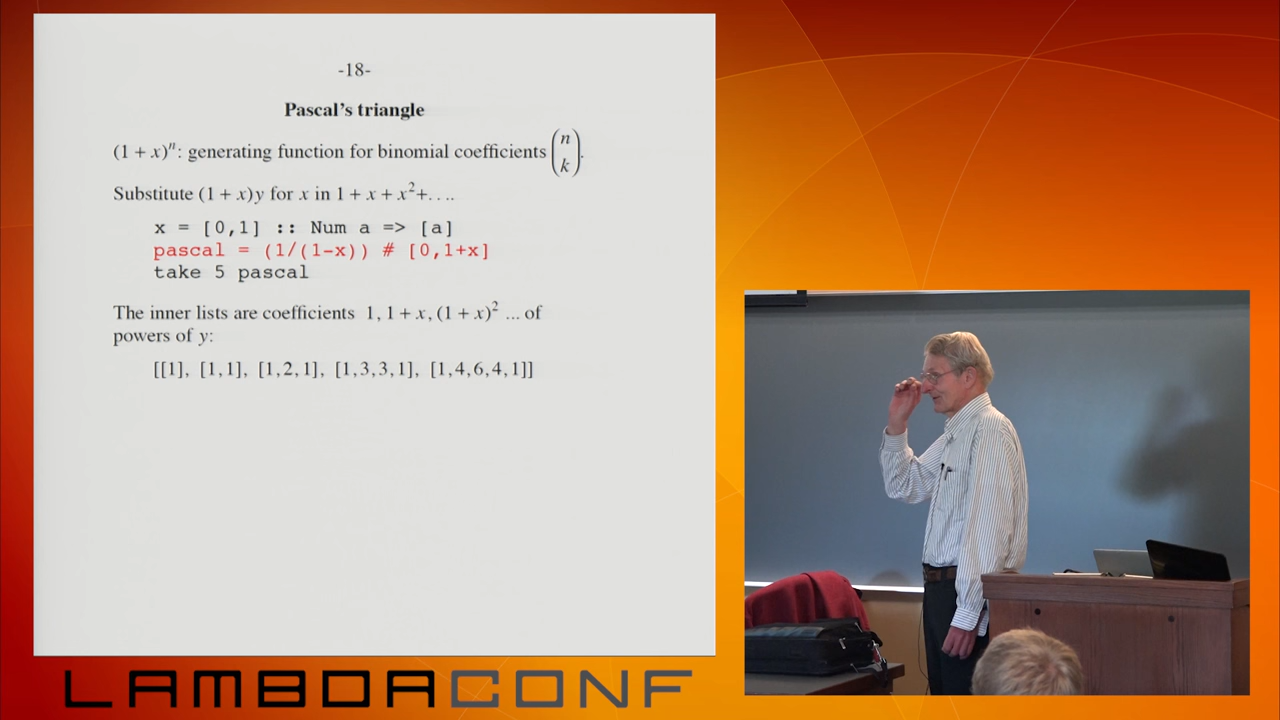 -18-
Pascal's triangle
(1 + x)ⁿ: generating function for binomial coefficients (n k).
Substitute (1 + x)y for x in 1 + x + x²+. . . .
x = [0,1] :: Num a => [a]
pascal = (1/(1-x)) # [0,1+x]
take 5 pascal
The inner lists are coefficients 1, 1 + x, (1 + x)² ... of
powers of y:
[[1], [1,1], [1,2,1], [1,3,3,1], [1,4,6,4,1]]
LAMBDACONF